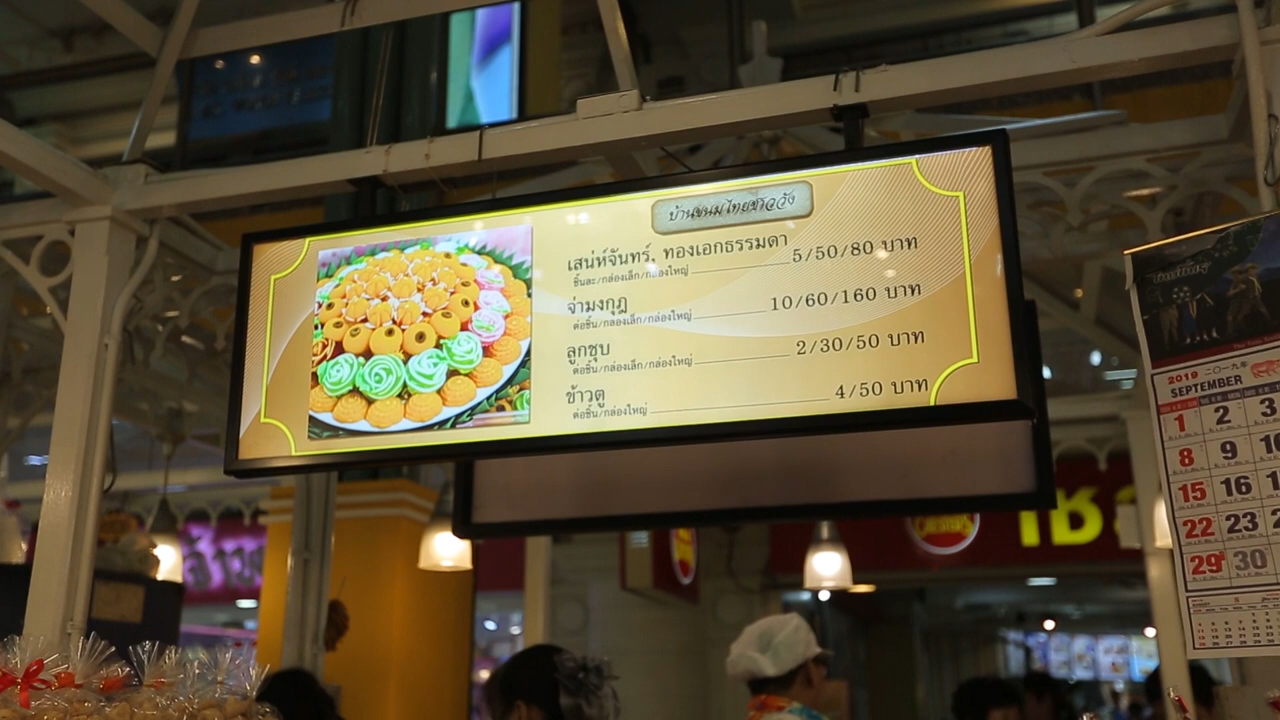 บ้านขนมไทยชาววัง
เสน่ห์จันทร์, ทองเอกธรรมดา 5/50/80 บาท
ชิ้นละ/กล่องเล็ก/กล่องใหญ่
จ่ามงกุฎ 10/60/160 บาท
ต่อชิ้น/กล่องเล็ก/กล่องใหญ่
ลูกชุบ 2/30/50 บาท
ต่อชิ้น/กล่องเล็ก/กล่องใหญ่
ข้าวตู 4/50 บาท
ต่อชิ้น/กล่องใหญ่
2019 二〇一九年
SEPTEMBER
1 2 3
8 9 10
15 16 1
22 23 2
29 30